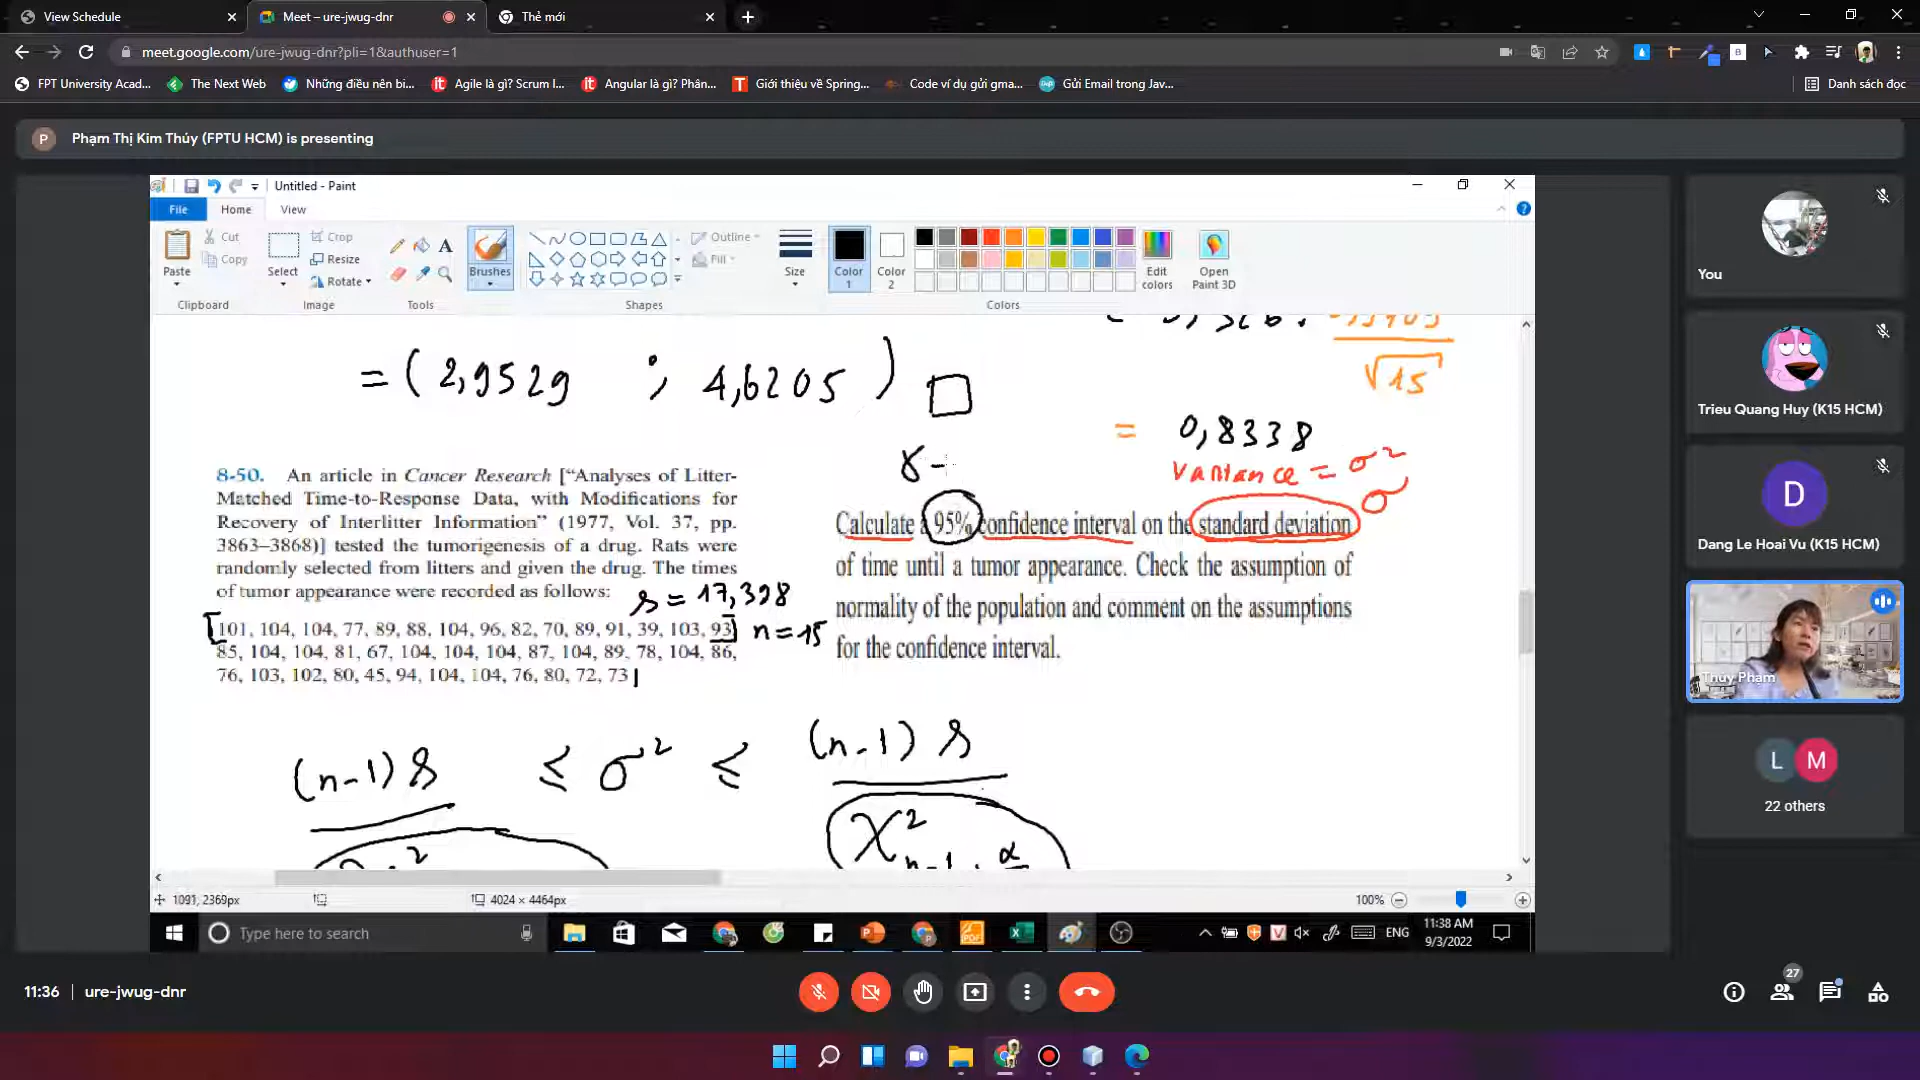 View Schedule
Meet – ure-jwug-dnr
Thẻ mới
meet.google.com/ure-jwug-dnr?pli=1&authuser=1
FPT University Acad...
The Next Web
Những điều nên bi...
Agile là gì? Scrum l...
Angular là gì? Phân...
Giới thiệu về Spring...
Code ví dụ gửi gma...
Gửi Email trong Jav...
Danh sách đọc
P
Phạm Thị Kim Thúy (FPTU HCM) is presenting
Untitled - Paint
File
Home
View
Paste
Cut
Copy
Clipboard
Select
Crop
Resize
Rotate
Image
Tools
Brushes
Outline
Fill
Shapes
Size
Color 1
Color 2
Edit colors
Open Paint 3D
Colors
= (2,9529 ; 4,6205)
√15
= 0,8338
Variance = σ²
σ
8-50. An article in Cancer Research ["Analyses of Litter-
Matched Time-to-Response Data, with Modifications for
Recovery of Interlitter Information" (1977, Vol. 37, pp.
3863–3868)] tested the tumorigenesis of a drug. Rats were
randomly selected from litters and given the drug. The times
of tumor appearance were recorded as follows:
s = 17,398
101, 104, 104, 77, 89, 88, 104, 96, 82, 70, 89, 91, 39, 103, 93
n = 15
85, 104, 104, 81, 67, 104, 104, 104, 87, 104, 89, 78, 104, 86,
76, 103, 102, 80, 45, 94, 104, 104, 76, 80, 72, 73
Calculate a 95% confidence interval on the standard deviation
of time until a tumor appearance. Check the assumption of
normality of the population and comment on the assumptions
for the confidence interval.
(n-1) s ≤ σ² ≤ (n-1) s
χ² n-1, α
1091, 2369px
4024 × 4464px
100%
Type here to search
ENG
11:38 AM
9/3/2022
You
Trieu Quang Huy (K15 HCM)
D
Dang Le Hoai Vu (K15 HCM)
Thuy Pham
L
M
22 others
11:36 | ure-jwug-dnr
27